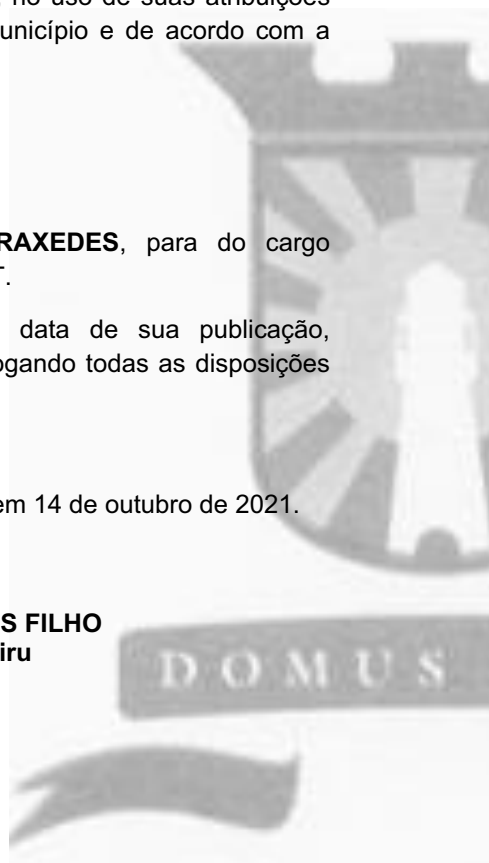 no uso de suas atribuições
unicípio e de acordo com a
RAXEDES, para do cargo
data de sua publicação,
ogando todas as disposições
em 14 de outubro de 2021.
S FILHO
iru
DOMUS